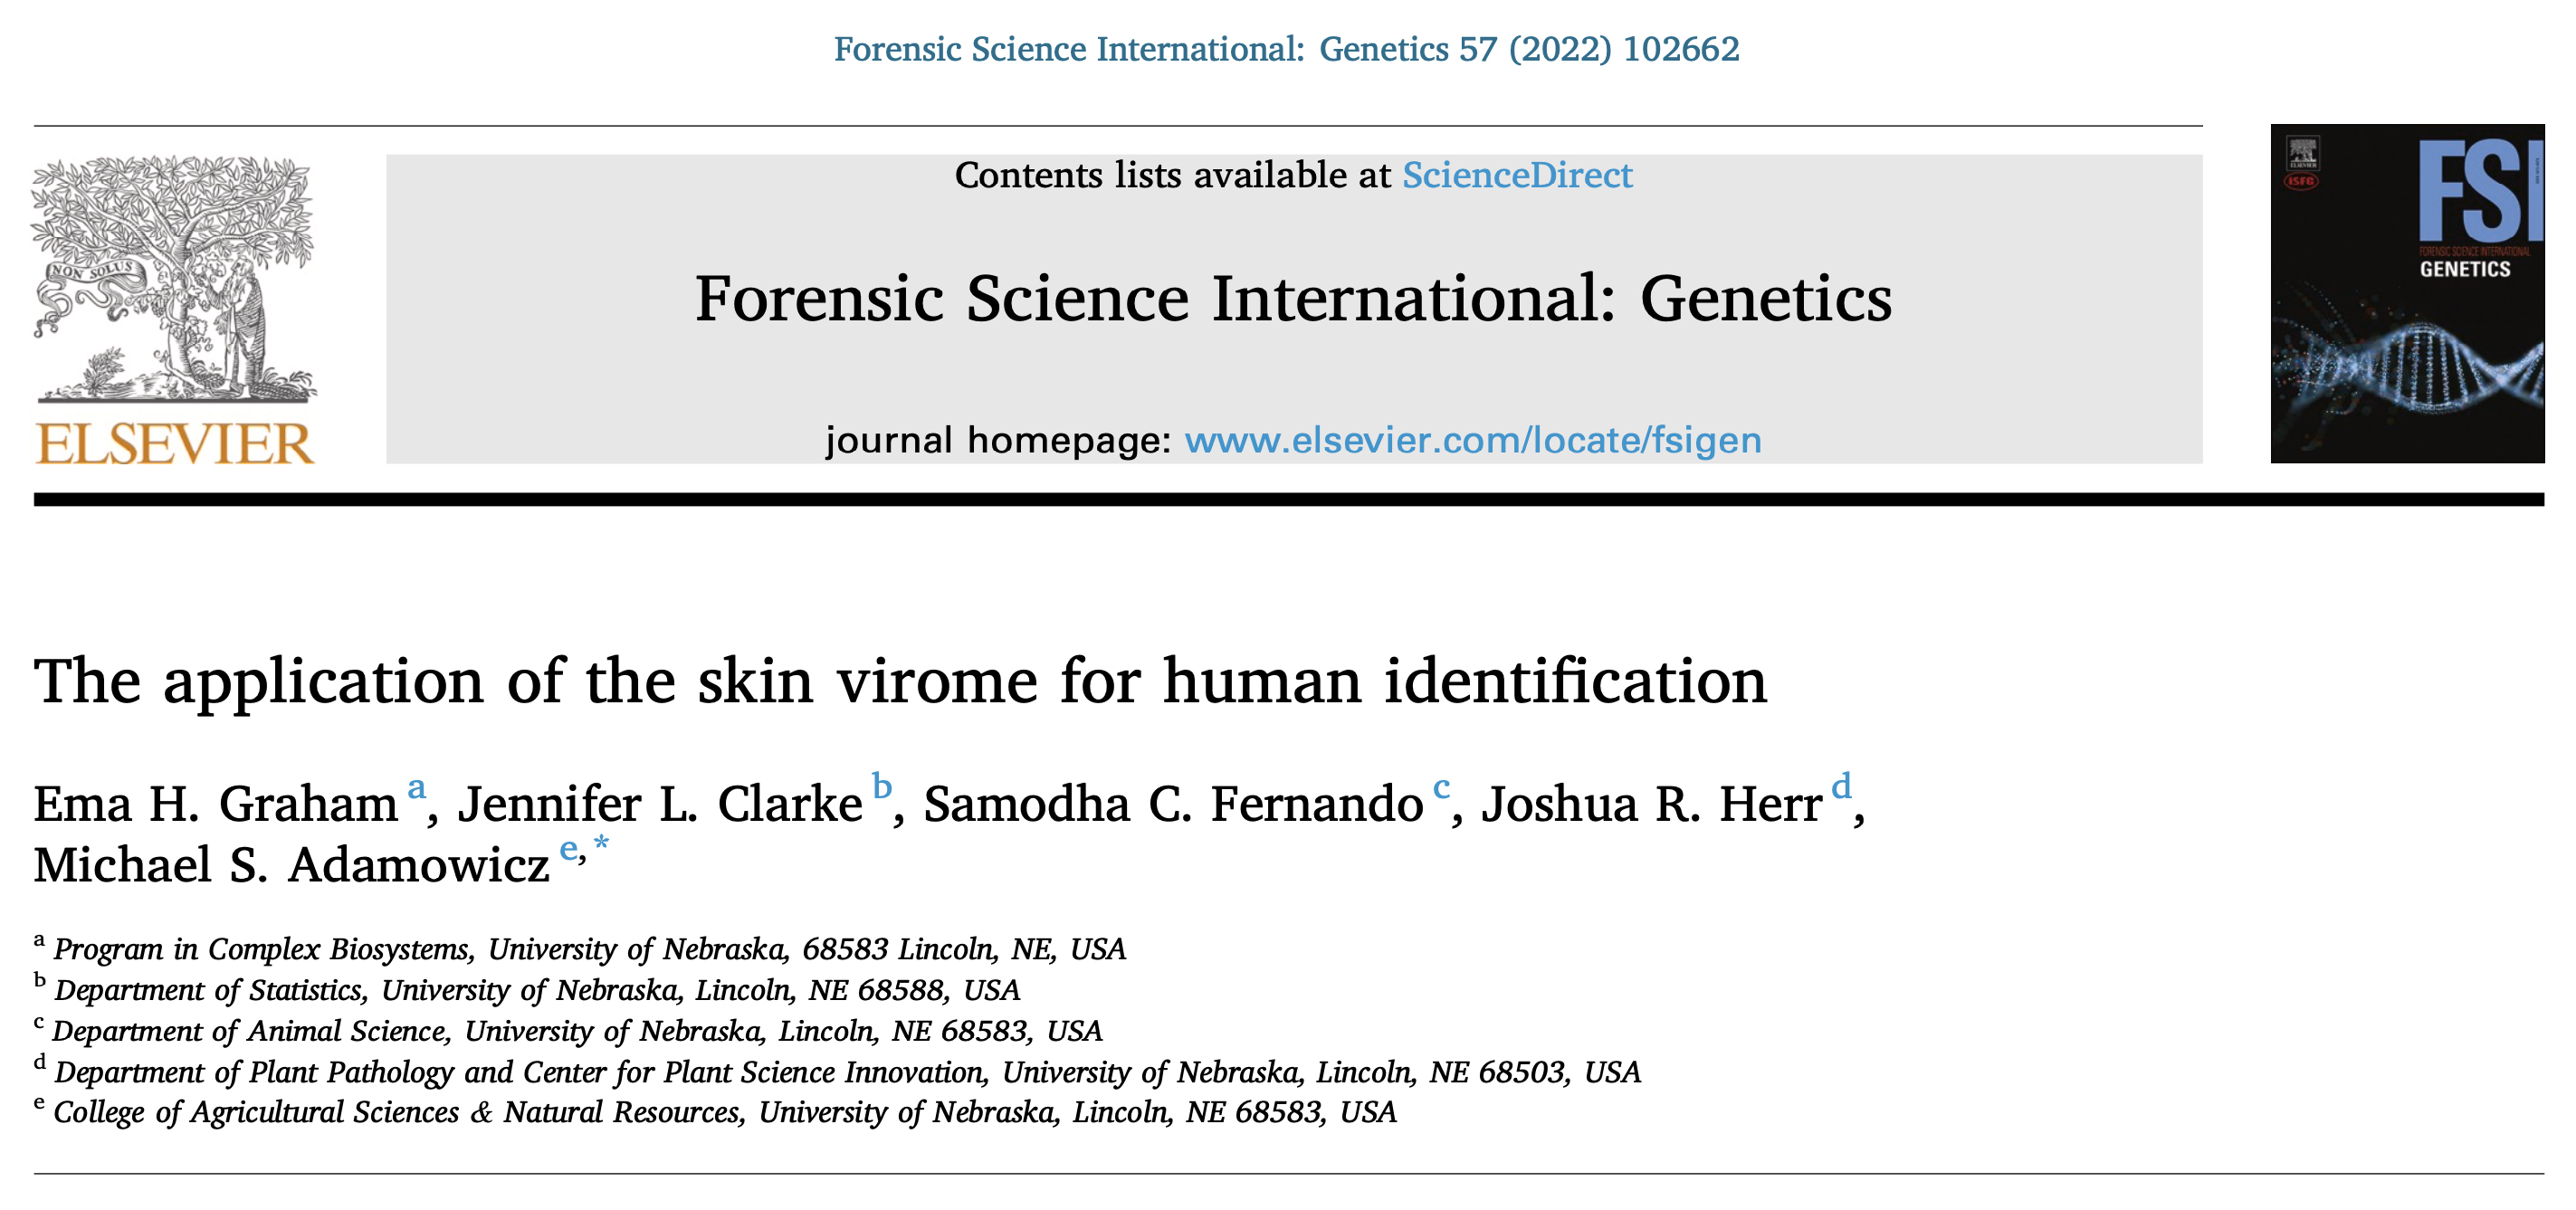 Forensic Science International: Genetics 57 (2022) 102662
NON SOLUS
ELSEVIER
Contents lists available at ScienceDirect
Forensic Science International: Genetics
journal homepage: www.elsevier.com/locate/fsigen
ELSEVIER
ISFG
FSI
FORENSIC SCIENCE INTERNATIONAL
GENETICS
The application of the skin virome for human identification
Ema H. Graham a, Jennifer L. Clarke b, Samodha C. Fernando c, Joshua R. Herr d,
Michael S. Adamowicz e, *
a Program in Complex Biosystems, University of Nebraska, 68583 Lincoln, NE, USA
b Department of Statistics, University of Nebraska, Lincoln, NE 68588, USA
c Department of Animal Science, University of Nebraska, Lincoln, NE 68583, USA
d Department of Plant Pathology and Center for Plant Science Innovation, University of Nebraska, Lincoln, NE 68503, USA
e College of Agricultural Sciences & Natural Resources, University of Nebraska, Lincoln, NE 68583, USA